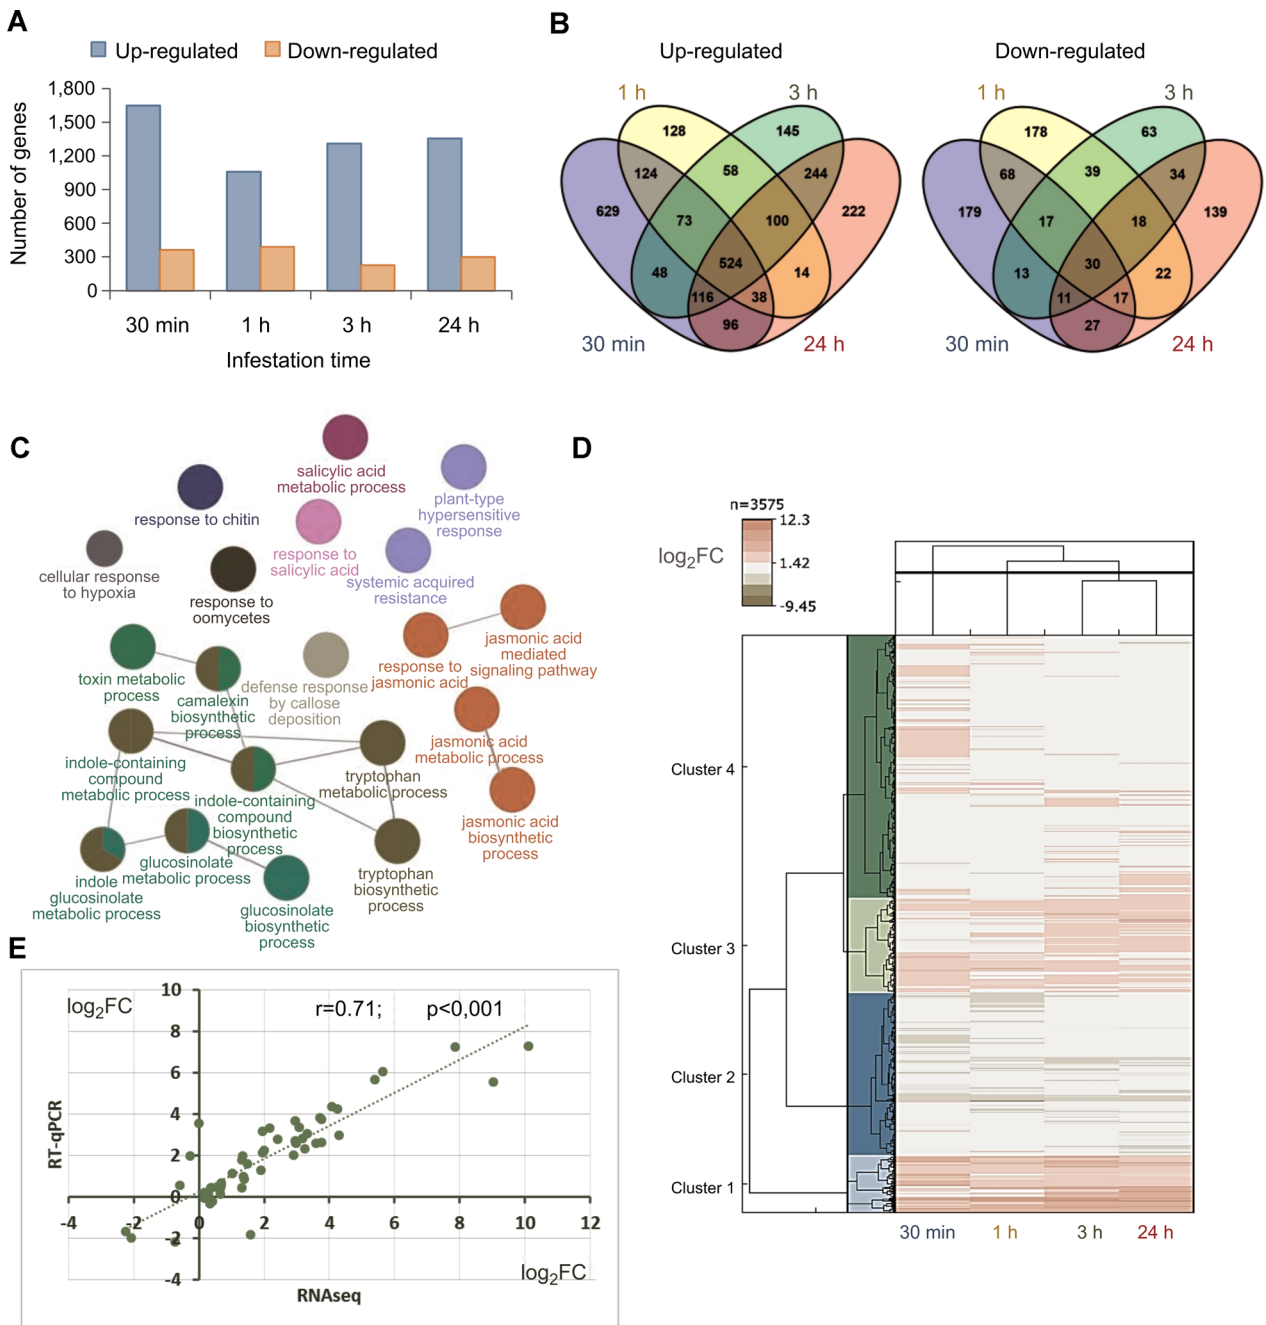 A
Up-regulated
Down-regulated
Number of genes
1,800
1,500
1,200
900
600
300
0
30 min
1 h
3 h
24 h
Infestation time
B
Up-regulated
1 h
3 h
128
145
124
58
244
629
73
100
222
48
524
14
116
38
96
30 min
24 h
Down-regulated
1 h
3 h
178
63
68
39
34
179
17
18
139
13
30
22
11
17
27
30 min
24 h
C
salicylic acid
metabolic process
plant-type
hypersensitive
response
response to chitin
response to
salicylic acid
systemic acquired
resistance
cellular response
to hypoxia
response to
oomycetes
jasmonic acid
mediated
signaling pathway
response to
jasmonic acid
toxin metabolic
process
camalexin
biosynthetic
process
defense response
by callose
deposition
jasmonic acid
metabolic process
indole-containing
compound
metabolic process
tryptophan
metabolic process
indole-containing
compound
biosynthetic
process
jasmonic acid
biosynthetic
process
glucosinolate
metabolic process
indole
glucosinolate
metabolic process
glucosinolate
biosynthetic
process
tryptophan
biosynthetic
process
D
n=3575
log2FC
12.3
1.42
-9.45
Cluster 4
Cluster 3
Cluster 2
Cluster 1
30 min
1 h
3 h
24 h
E
log2FC
r=0.71;
p<0,001
10
8
6
4
2
0
-2
-4
RT-qPCR
-4
-2
0
2
4
6
8
10
12
log2FC
RNAseq